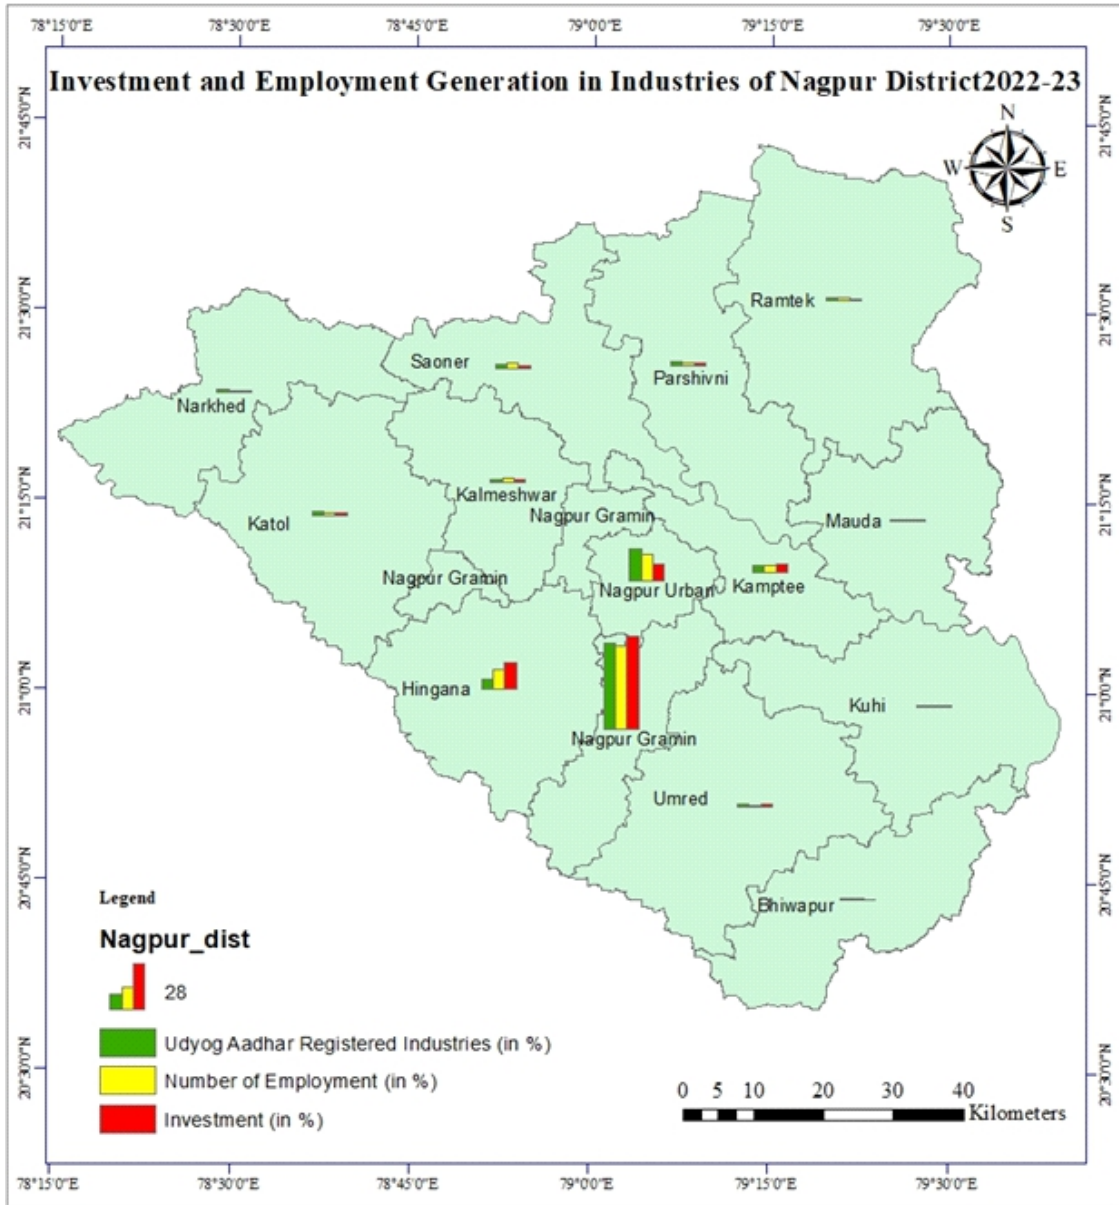 78°15'0"E 78°30'0"E 78°45'0"E 79°00'0"E 79°15'0"E 79°30'0"E
Investment and Employment Generation in Industries of Nagpur District2022-23
21°45'0"N
21°45'0"N
N
W E
S
Ramtek
21°30'0"N
21°30'0"N
Saoner
Parshivni
Narkhed
Kalmeshwar
21°15'0"N
21°15'0"N
Nagpur Gramin
Katol
Mauda
Nagpur Gramin
Nagpur Urban
Kamptee
Hingana
21°0'0"N
21°0'0"N
Kuhi
Nagpur Gramin
Umred
20°45'0"N
20°45'0"N
Bhiwapur
Legend
Nagpur_dist
28
Udyog Aadhar Registered Industries (in %)
Number of Employment (in %)
Investment (in %)
20°30'0"N
20°30'0"N
0 5 10 20 30 40
Kilometers
78°15'0"E 78°30'0"E 78°45'0"E 79°00'0"E 79°15'0"E 79°30'0"E